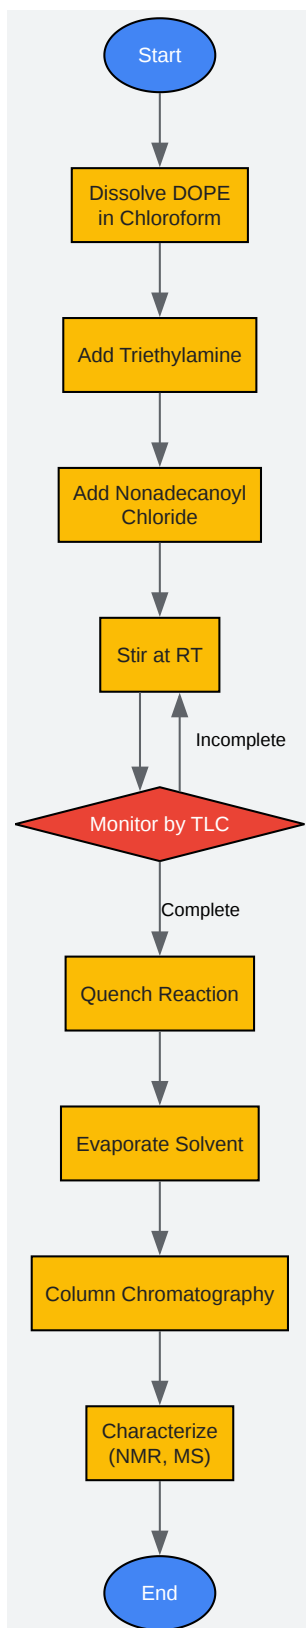 Start
Dissolve DOPE
in Chloroform
Add Triethylamine
Add Nonadecanoyl
Chloride
Stir at RT
Incomplete
Monitor by TLC
Complete
Quench Reaction
Evaporate Solvent
Column Chromatography
Characterize
(NMR, MS)
End